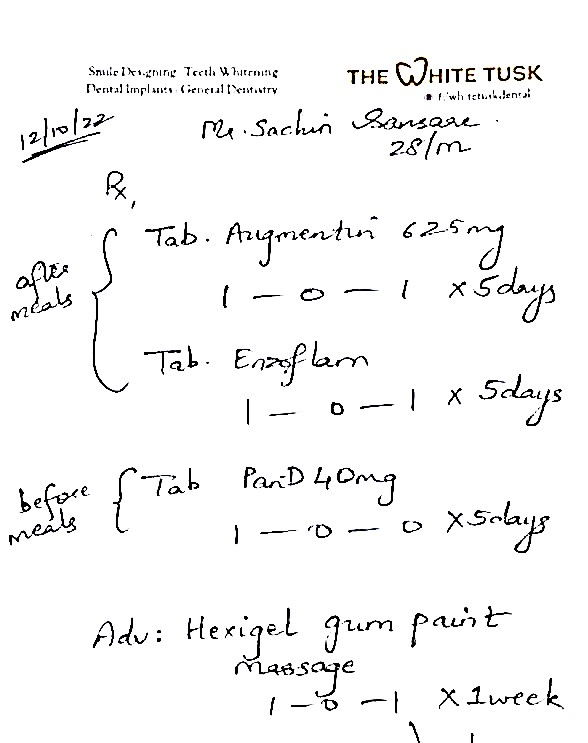 Smile Designing Teeth Whitening
Dental Implants General Dentistry
THE WHITE TUSK
12/10/22
Mr. Sachin Sansare
28/m
Rx,
after meals
Tab. Augmentin 625mg
1 — 0 — 1 x 5days
Tab. Enzoflam
1 — 0 — 1 x 5days
before meals
Tab PanD 40mg
1 — 0 — 0 x 5days
Adv: Hexigel gum paint
massage
1 - 0 - 1 x 1week